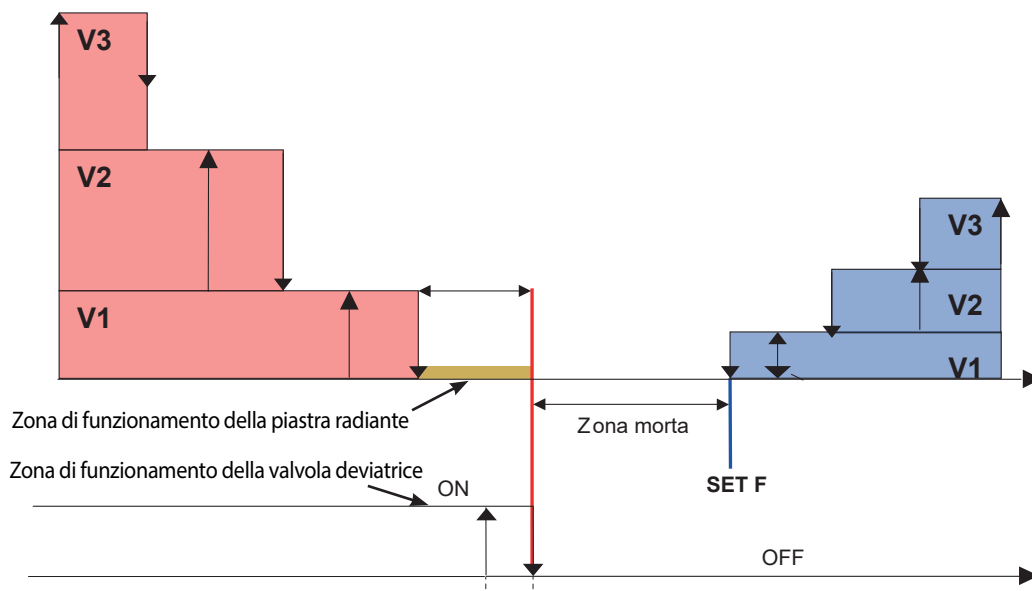 V3
V2
V3
V2
V1
V1
Zona di funzionamento della piastra radiante
Zona morta
Zona di funzionamento della valvola deviatrice
ON
SET F
OFF